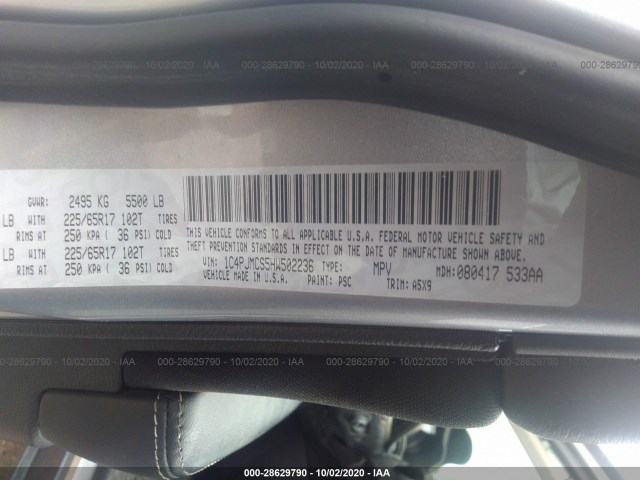 000-28629790 - 10/02/2020 - IAA
000-28629790 - 10/02/2020 - IAA
000-28629790 - 10/02/2020 - IAA
GVWR: 2495 KG 5500 LB
LB WITH 225/65R17 102T TIRES
RIMS AT 250 KPA ( 36 PSI) COLD
LB WITH 225/65R17 102T TIRES
RIMS AT 250 KPA ( 36 PSI) COLD
THIS VEHICLE CONFORMS TO ALL APPLICABLE U.S.A. FEDERAL MOTOR VEHICLE SAFETY AND
THEFT PREVENTION STANDARDS IN EFFECT ON THE DATE OF MANUFACTURE SHOWN ABOVE.
VIN: 1C4PJMCS5HW502236 TYPE: MPV MDH: 080417 533AA
VEHICLE MADE IN U.S.A. PAINT: PSC TRIM: A5X9
000-28629790 - 10/02/2020 - IAA
000-28629790 - 10/02/2020 - IAA
000-28629790 - 10/02/2020 - IAA
000-28629790 - 10/02/2020 - IAA